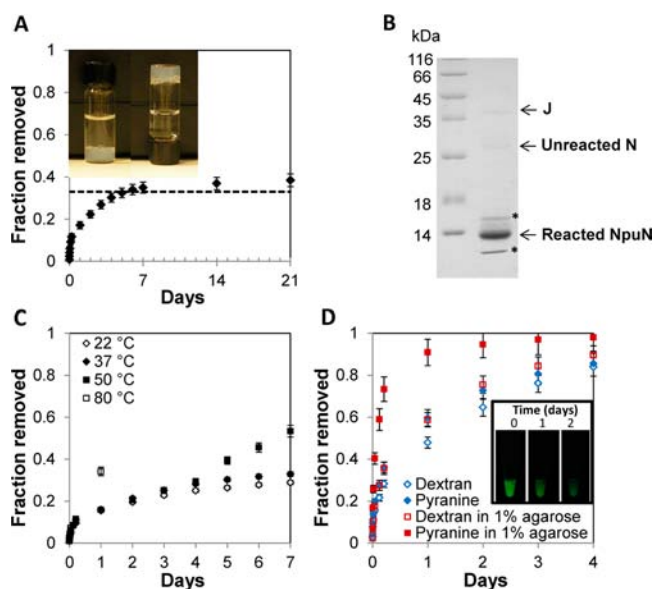 A
Fraction removed
1
0.8
0.6
0.4
0.2
0
0
7
14
21
Days
B
kDa
116
66
45
35
25
18
14
J
Unreacted N
*
Reacted NpuN
*
C
Fraction removed
1
0.8
0.6
0.4
0.2
0
22 °C
37 °C
50 °C
80 °C
0 1 2 3 4 5 6 7
Days
D
Fraction removed
1
0.8
0.6
0.4
0.2
0
Time (days)
0 1 2
Dextran
Pyranine
Dextran in 1% agarose
Pyranine in 1% agarose
0 1 2 3 4
Days